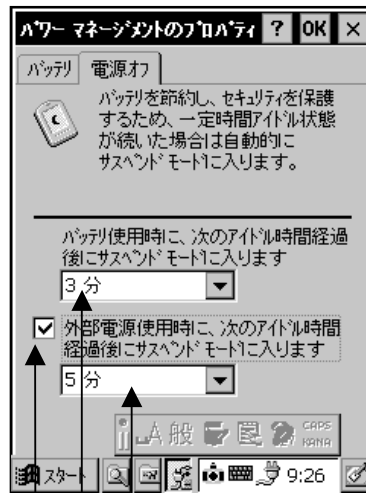 ﾊﾟﾜｰ ﾏﾈｰｼﾞﾒﾝﾄのﾌﾟﾛﾊﾟﾃｨ ? OK ×
ﾊﾞｯﾃﾘ 電源ｵﾌ
ﾊﾞｯﾃﾘを節約し、ｾｷｭﾘﾃｨを保護
するため、一定時間ｱｲﾄﾞﾙ状態
が続いた場合は自動的に
ｻｽﾍﾟﾝﾄﾞ ﾓｰﾄﾞに入ります。
ﾊﾞｯﾃﾘ使用時に、次のｱｲﾄﾞﾙ時間経過
後にｻｽﾍﾟﾝﾄﾞ ﾓｰﾄﾞに入ります
3 分
外部電源使用時に、次のｱｲﾄﾞﾙ時間
経過後にｻｽﾍﾟﾝﾄﾞ ﾓｰﾄﾞに入ります
5 分
A 般 CAPS
KANA
ｽﾀｰﾄ 9:26